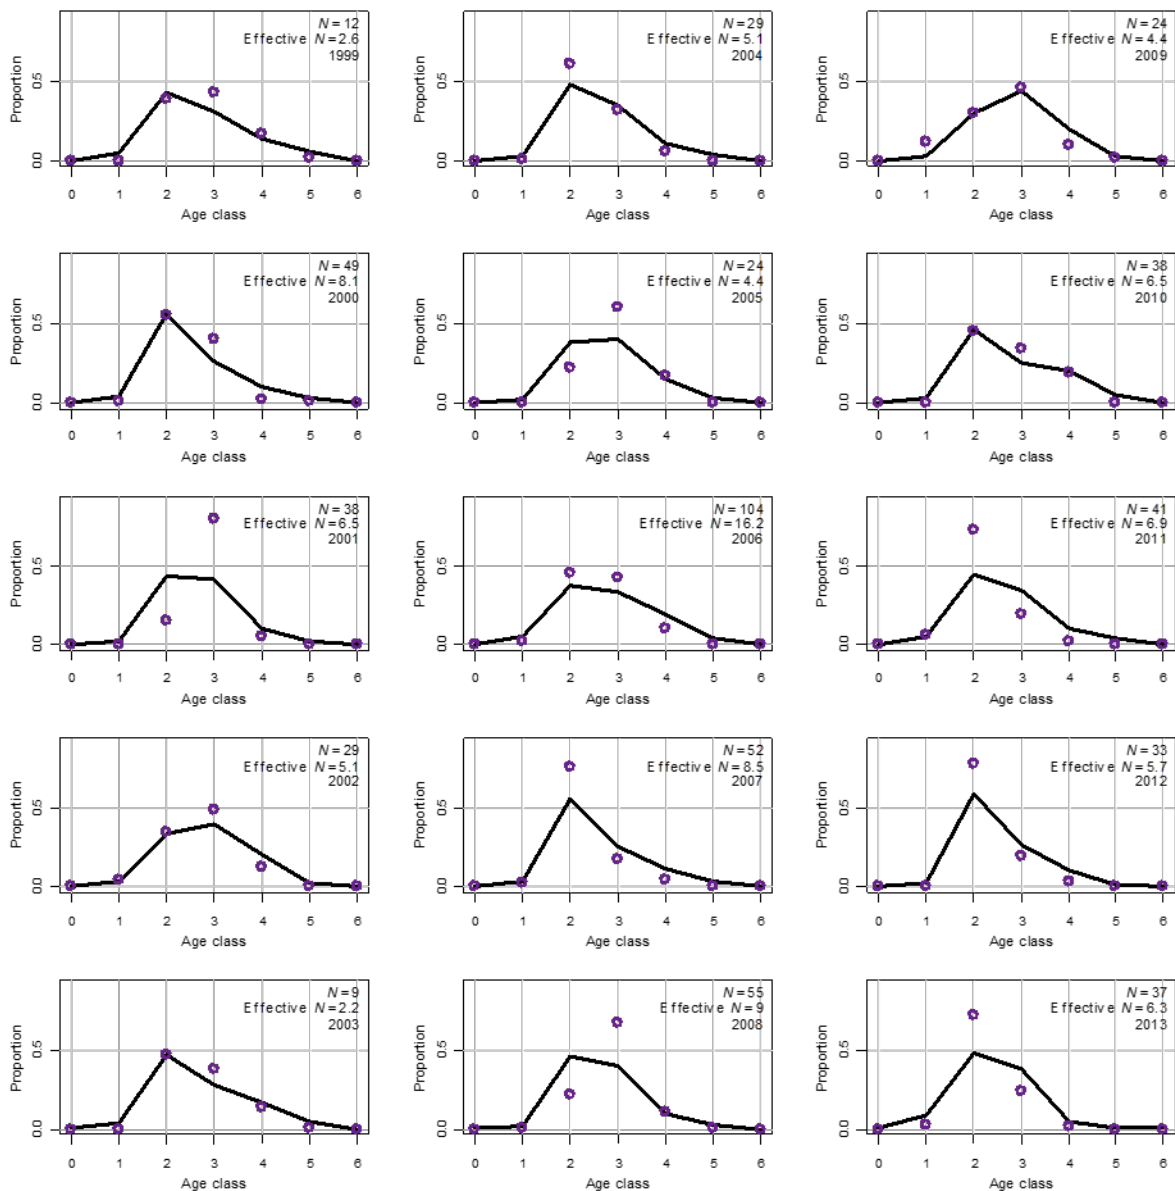 N = 12
Effective N = 2.6
1999
Proportion
0.5
0.0
0 1 2 3 4 5 6
Age class
N = 29
Effective N = 5.1
2004
Proportion
0.5
0.0
0 1 2 3 4 5 6
Age class
N = 24
Effective N = 4.4
2009
Proportion
0.5
0.0
0 1 2 3 4 5 6
Age class
N = 49
Effective N = 8.1
2000
Proportion
0.5
0.0
0 1 2 3 4 5 6
Age class
N = 24
Effective N = 4.4
2005
Proportion
0.5
0.0
0 1 2 3 4 5 6
Age class
N = 38
Effective N = 6.5
2010
Proportion
0.5
0.0
0 1 2 3 4 5 6
Age class
N = 38
Effective N = 6.5
2001
Proportion
0.5
0.0
0 1 2 3 4 5 6
Age class
N = 104
Effective N = 16.2
2006
Proportion
0.5
0.0
0 1 2 3 4 5 6
Age class
N = 41
Effective N = 6.9
2011
Proportion
0.5
0.0
0 1 2 3 4 5 6
Age class
N = 29
Effective N = 5.1
2002
Proportion
0.5
0.0
0 1 2 3 4 5 6
Age class
N = 52
Effective N = 8.5
2007
Proportion
0.5
0.0
0 1 2 3 4 5 6
Age class
N = 33
Effective N = 5.7
2012
Proportion
0.5
0.0
0 1 2 3 4 5 6
Age class
N = 9
Effective N = 2.2
2003
Proportion
0.5
0.0
0 1 2 3 4 5 6
Age class
N = 55
Effective N = 9
2008
Proportion
0.5
0.0
0 1 2 3 4 5 6
Age class
N = 37
Effective N = 6.3
2013
Proportion
0.5
0.0
0 1 2 3 4 5 6
Age class